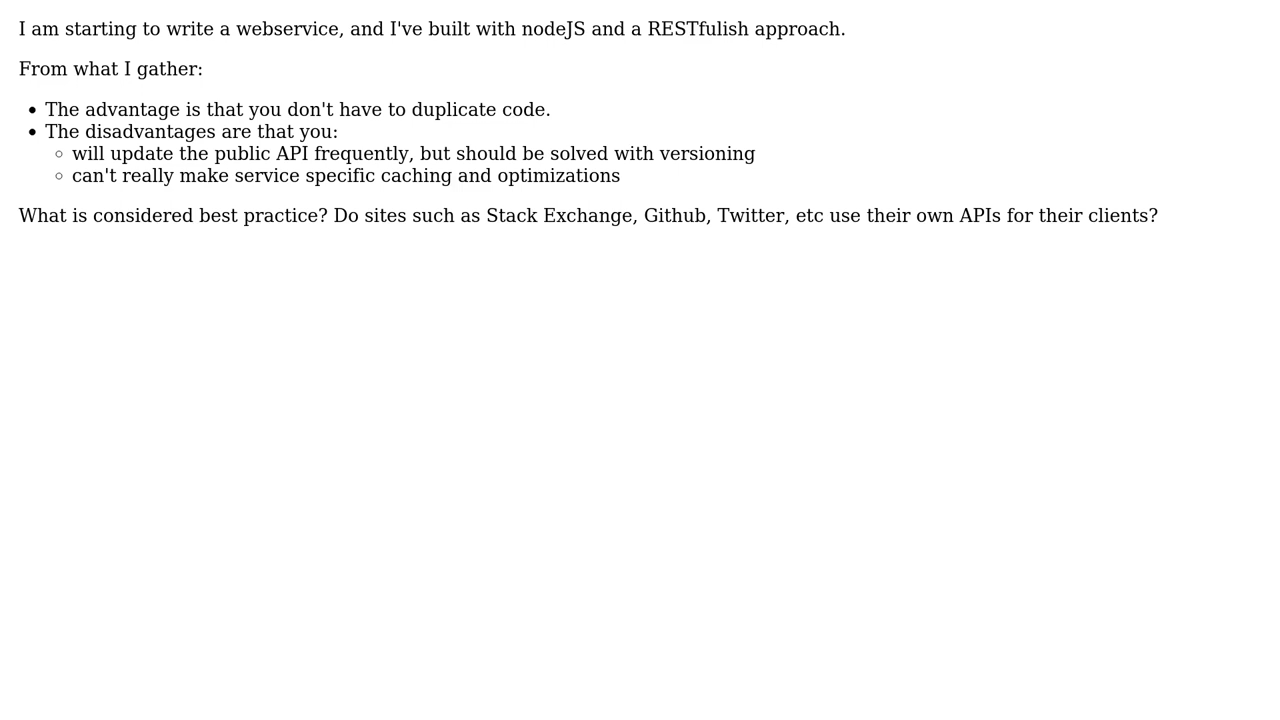 I am starting to write a webservice, and I've built with nodeJS and a RESTfulish approach.
From what I gather:
The advantage is that you don't have to duplicate code.
The disadvantages are that you:
will update the public API frequently, but should be solved with versioning
can't really make service specific caching and optimizations
What is considered best practice? Do sites such as Stack Exchange, Github, Twitter, etc use their own APIs for their clients?